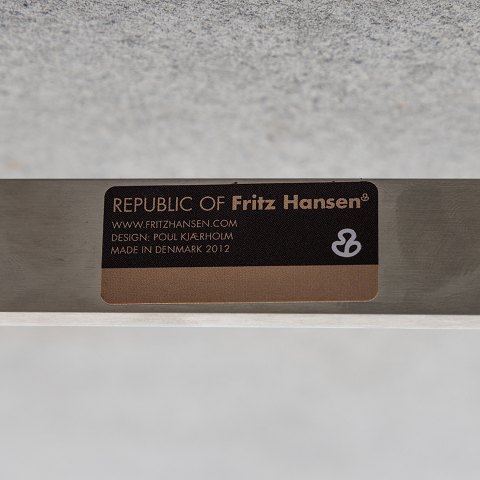 REPUBLIC OF Fritz Hansen®
WWW.FRITZHANSEN.COM
DESIGN: POUL KJÆRHOLM
MADE IN DENMARK 2012